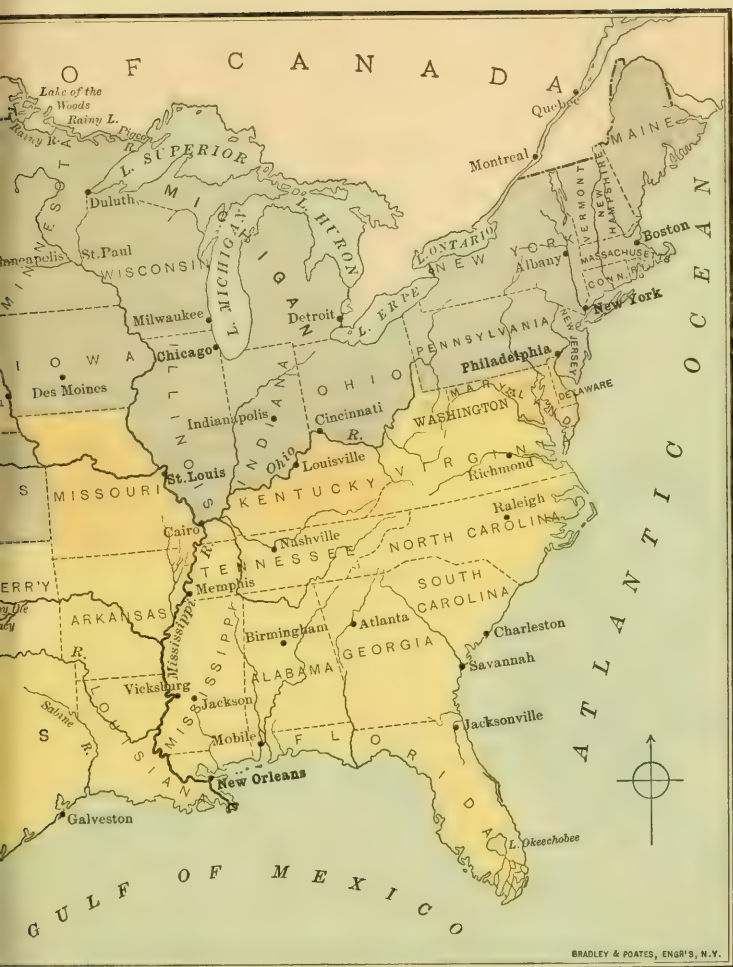 OF CANADA
Lake of the
Woods
Rainy L.
Rainy R.
Pigeon
R.
L. SUPERIOR
Quebec
Montreal
MAINE
VERMONT
NEW
HAMPSHIRE
Duluth
MICHIGAN
L. HURON
L. MICHIGAN
L. ONTARIO
NEW YORK
Albany
Boston
MASSACHUSE
CONN.
R.I.
MINNESOTA
Minneapolis
St. Paul
WISCONSIN
Milwaukee
Detroit
L. ERIE
New York
PENNSYLVANIA
NEW JERSEY
Philadelphia
Chicago
IOWA
Des Moines
ILLINOIS
INDIANA
OHIO
Indianapolis
Cincinnati
MARYLAND
DELAWARE
WASHINGTON
Ohio R.
St. Louis
Louisville
VIRGINIA
Richmond
S
MISSOURI
KENTUCKY
Raleigh
Cairo
Nashville
NORTH CAROLINA
TENNESSEE
ERR'Y
Memphis
SOUTH
CAROLINA
ARKANSAS
Mississippi R.
Birmingham
Atlanta
Charleston
ALABAMA
GEORGIA
Savannah
R.
Vicksburg
Jackson
MISSISSIPPI
Sabine
R.
LOUISIANA
S
Mobile
FLORIDA
Jacksonville
New Orleans
Galveston
L. Okeechobee
ATLANTIC OCEAN
GULF OF MEXICO
BRADLEY & POATES, ENGR'S, N.Y.